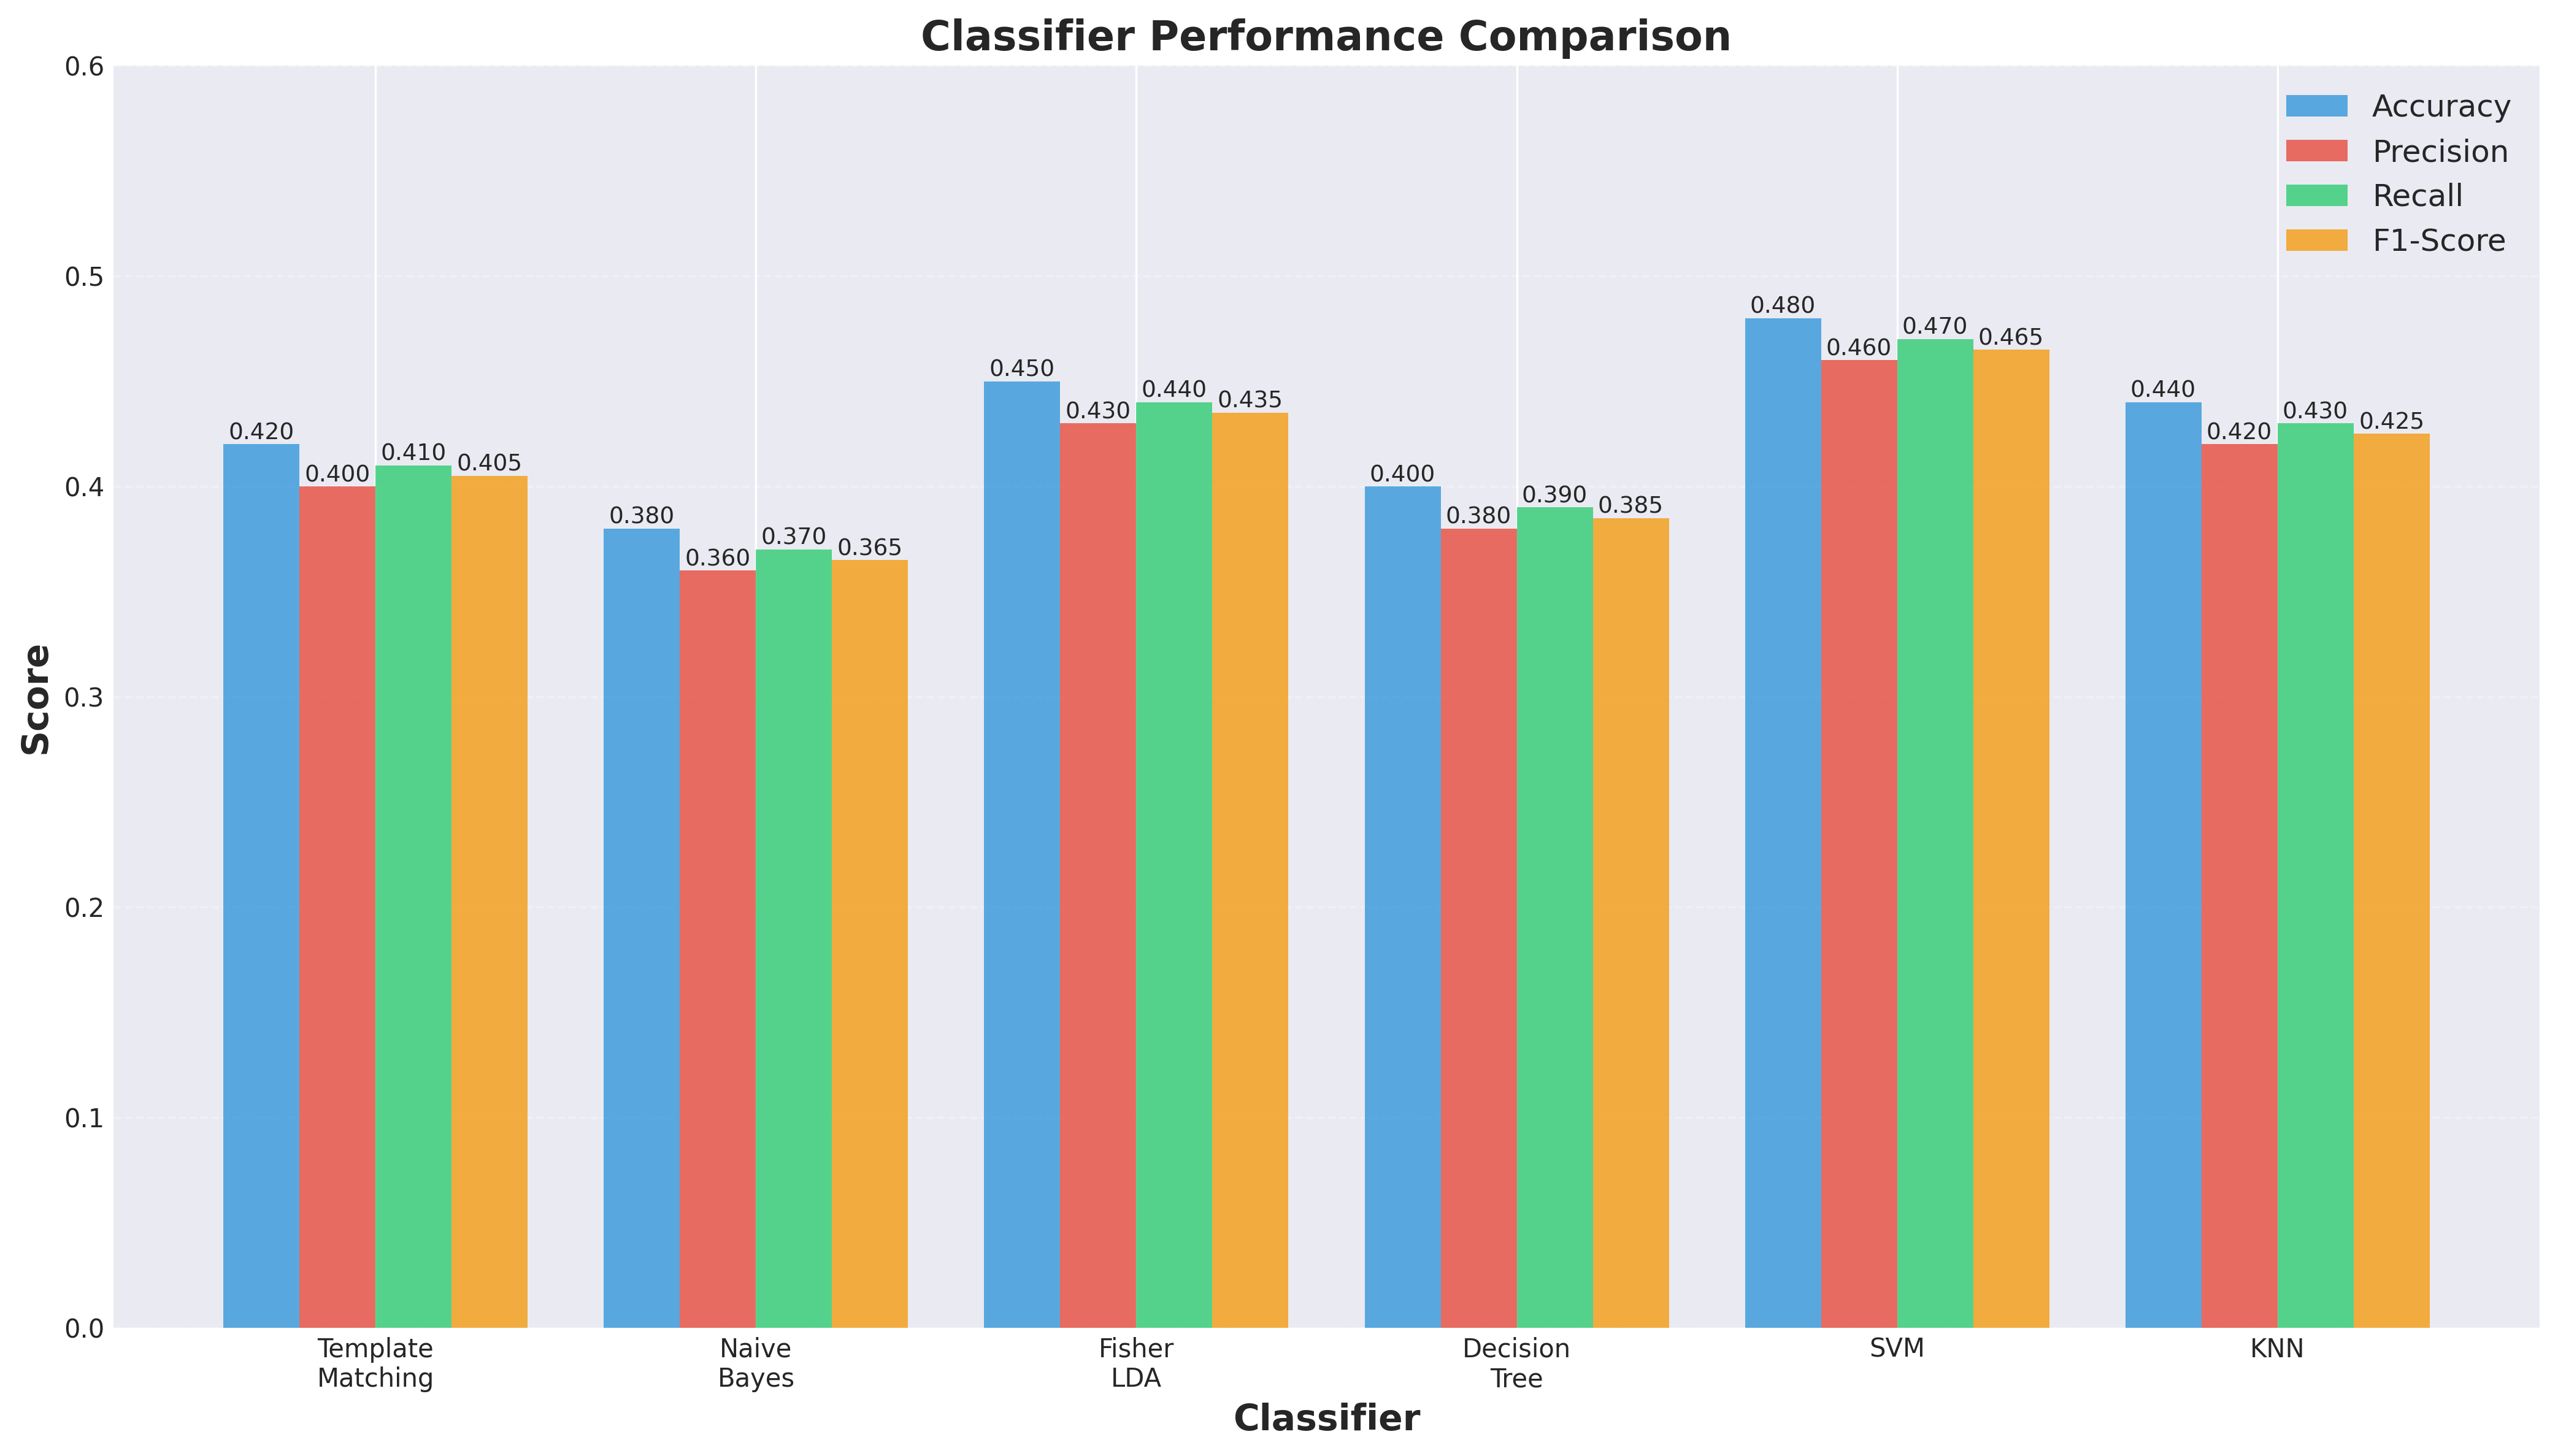 Classifier Performance Comparison
0.6
0.5
0.4
0.3
0.2
0.1
0.0
Score
Accuracy
Precision
Recall
F1-Score
0.420
0.400
0.410
0.405
0.380
0.360
0.370
0.365
0.450
0.430
0.440
0.435
0.400
0.380
0.390
0.385
0.480
0.460
0.470
0.465
0.440
0.420
0.430
0.425
Template
Matching
Naive
Bayes
Fisher
LDA
Decision
Tree
SVM
KNN
Classifier